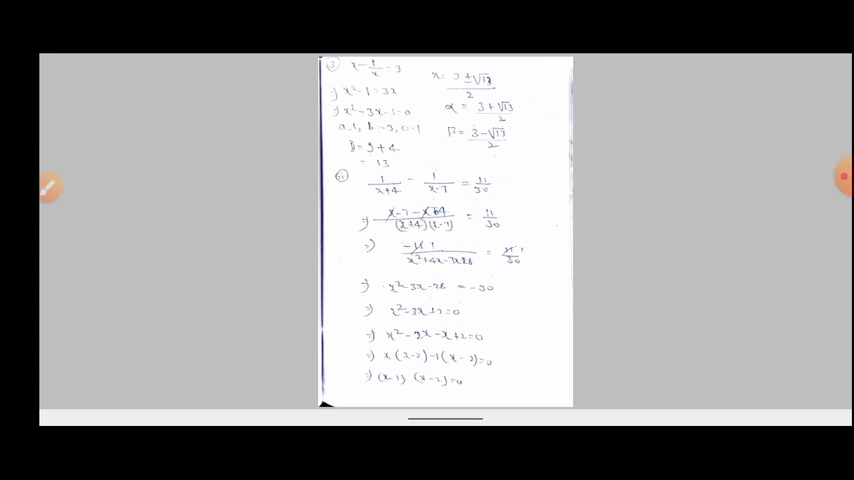 ③ x - 1/x = 3
⇒ x² - 1 = 3x
⇒ x² - 3x - 1 = 0
a=1, b=-3, c=-1
D = 9 + 4
= 13
x = 3 ± √13 / 2
α = 3 + √13 / 2
β = 3 - √13 / 2
ii) 1/(x+4) - 1/(x-7) = 11/30
⇒ x - 7 - x - 4 / (x+4)(x-7) = 11/30
⇒ -11 1 / x² + 4x - 7x 28 = 11 1 / 30
⇒ x² - 3x - 28 = -30
⇒ x² - 3x + 2 = 0
⇒ x² - 2x - x + 2 = 0
⇒ x(x-2) - 1(x-2) = 0
⇒ (x-1) (x-2) = 0